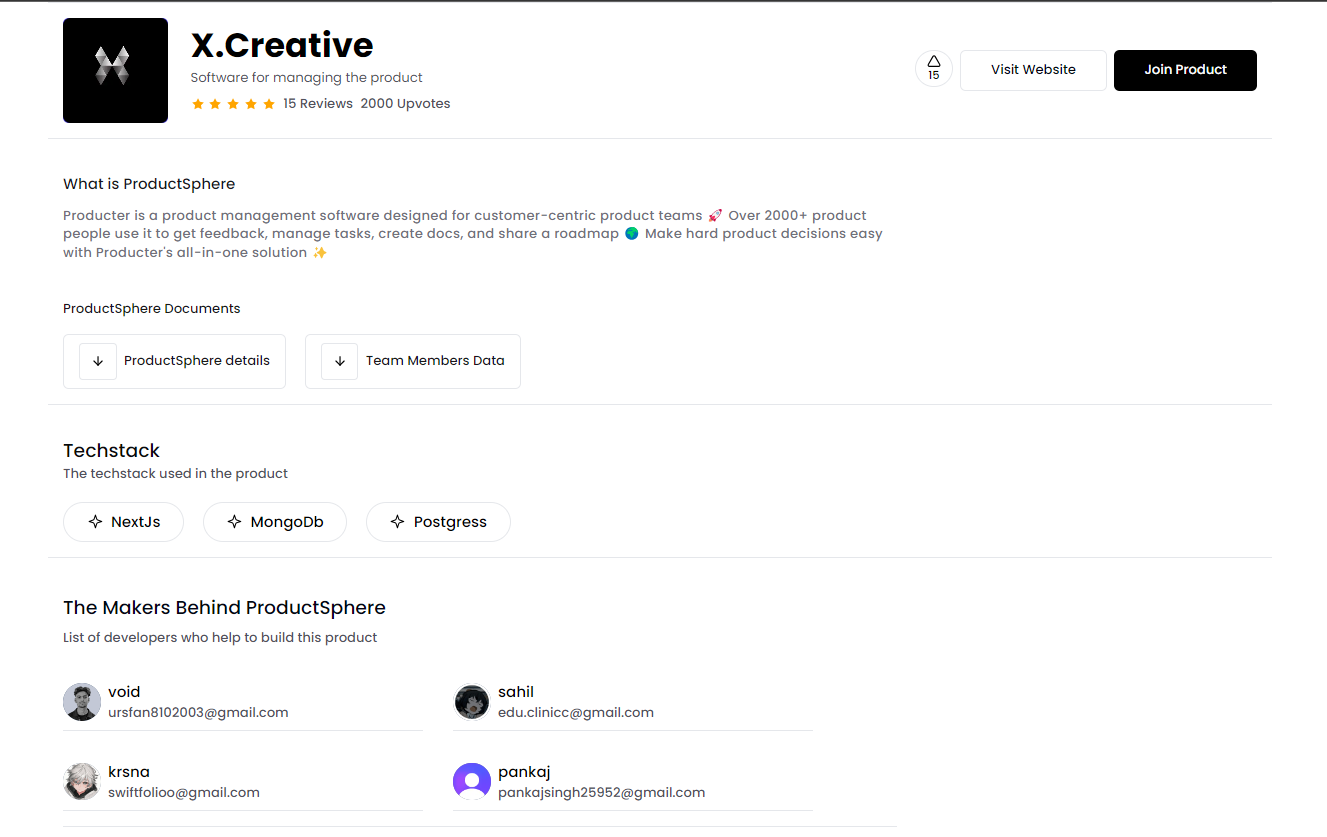 X.Creative
Software for managing the product
15 Reviews 2000 Upvotes
15
Visit Website
Join Product
What is ProductSphere
Producter is a product management software designed for customer-centric product teams 🚀 Over 2000+ product
people use it to get feedback, manage tasks, create docs, and share a roadmap 🌍 Make hard product decisions easy
with Producter's all-in-one solution ✨
ProductSphere Documents
ProductSphere details
Team Members Data
Techstack
The techstack used in the product
NextJs
MongoDb
Postgress
The Makers Behind ProductSphere
List of developers who help to build this product
void
ursfan8102003@gmail.com
sahil
edu.clinicc@gmail.com
krsna
swiftfolioo@gmail.com
pankaj
pankajsingh25952@gmail.com